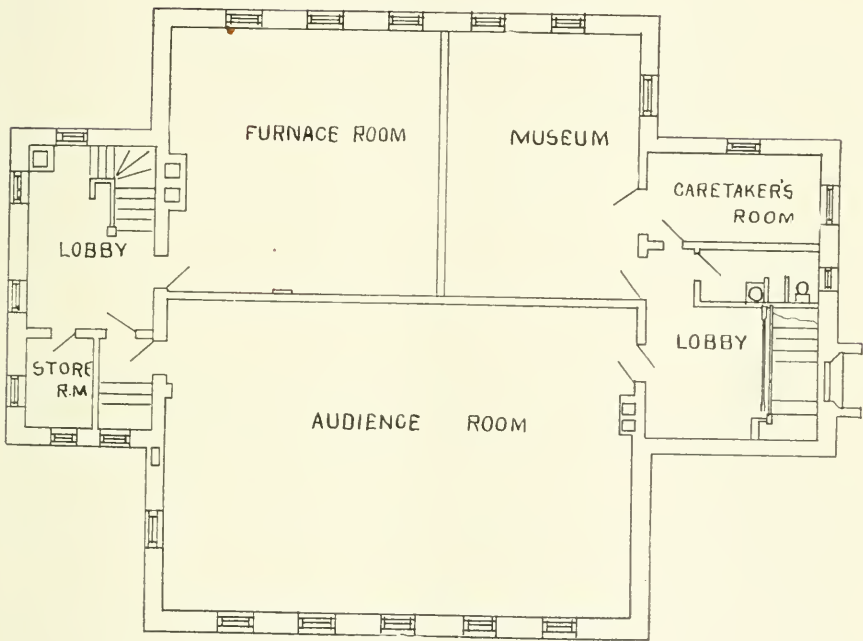 FURNACE ROOM
MUSEUM
CARETAKER'S
ROOM
LOBBY
LOBBY
STORE
R.M
AUDIENCE ROOM